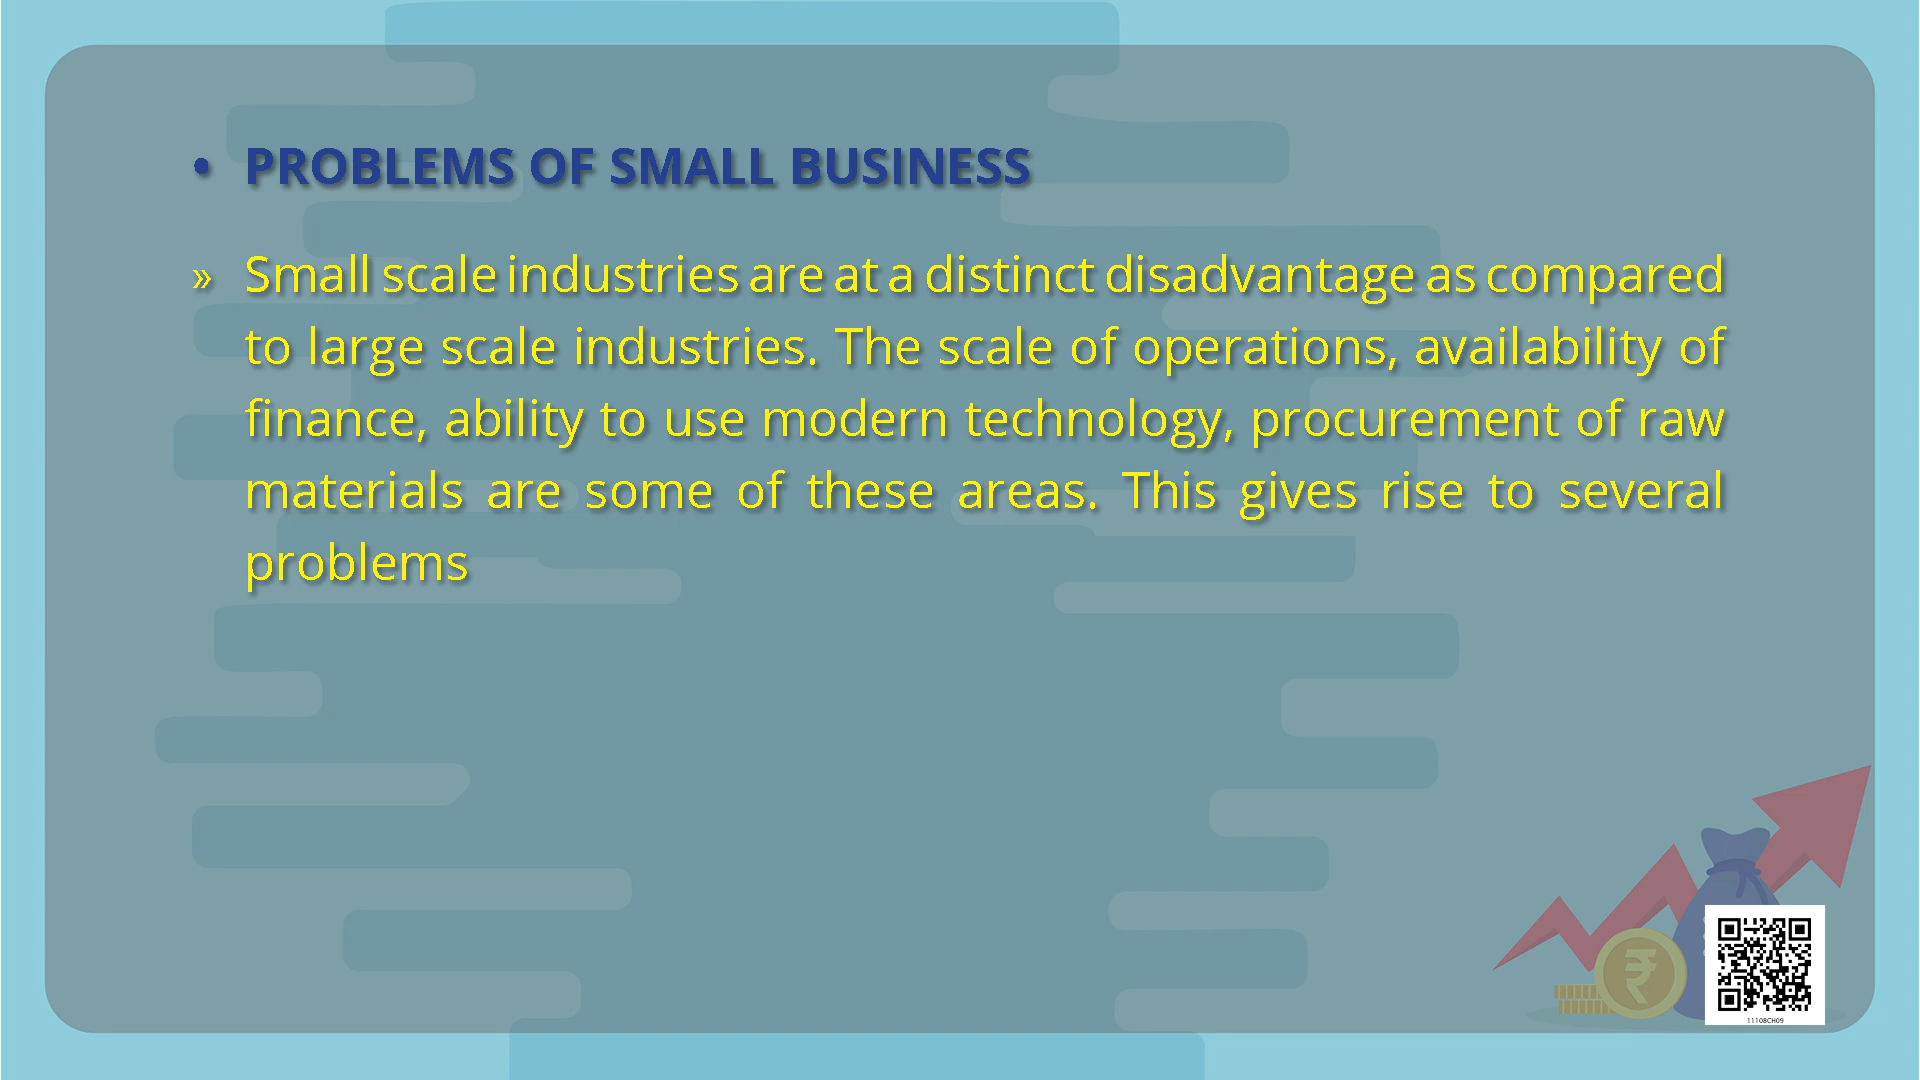 • PROBLEMS OF SMALL BUSINESS
» Small scale industries are at a distinct disadvantage as compared
to large scale industries. The scale of operations, availability of
finance, ability to use modern technology, procurement of raw
materials are some of these areas. This gives rise to several
problems
₹
11108CH09